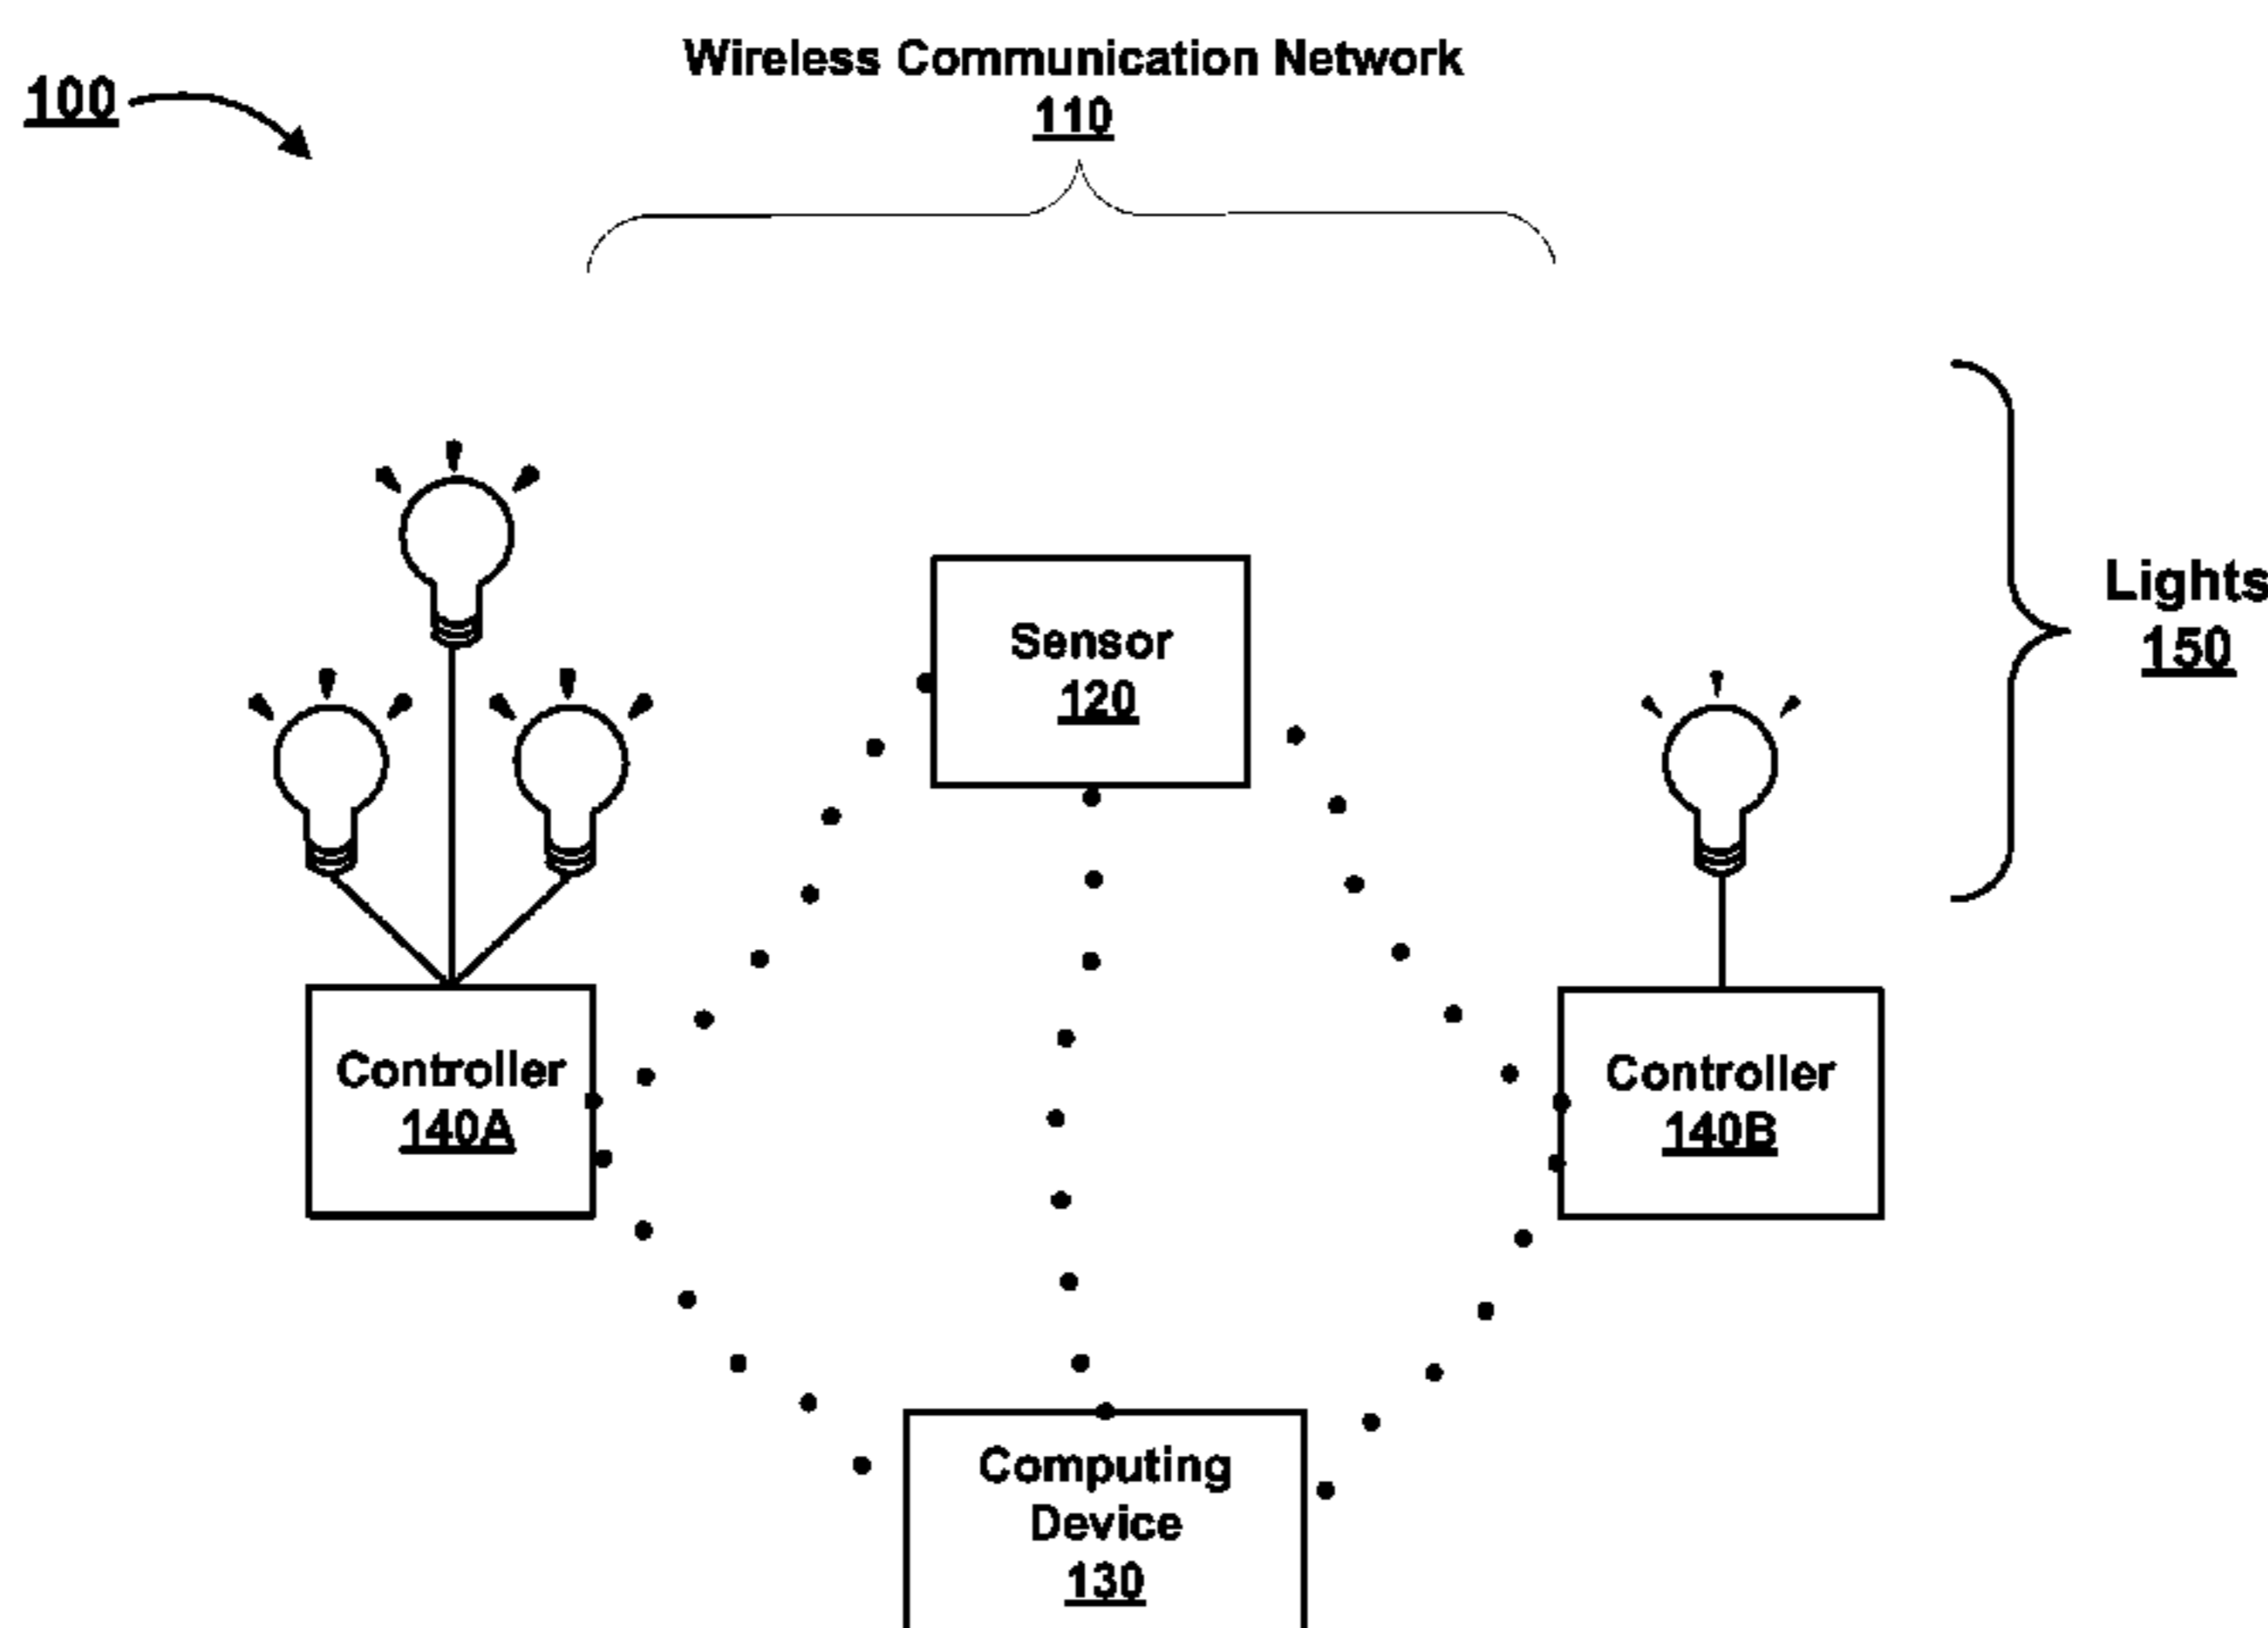 Wireless Communication Network
110
100
Lights
150
Sensor
120
Controller
140A
Controller
140B
Computing
Device
130